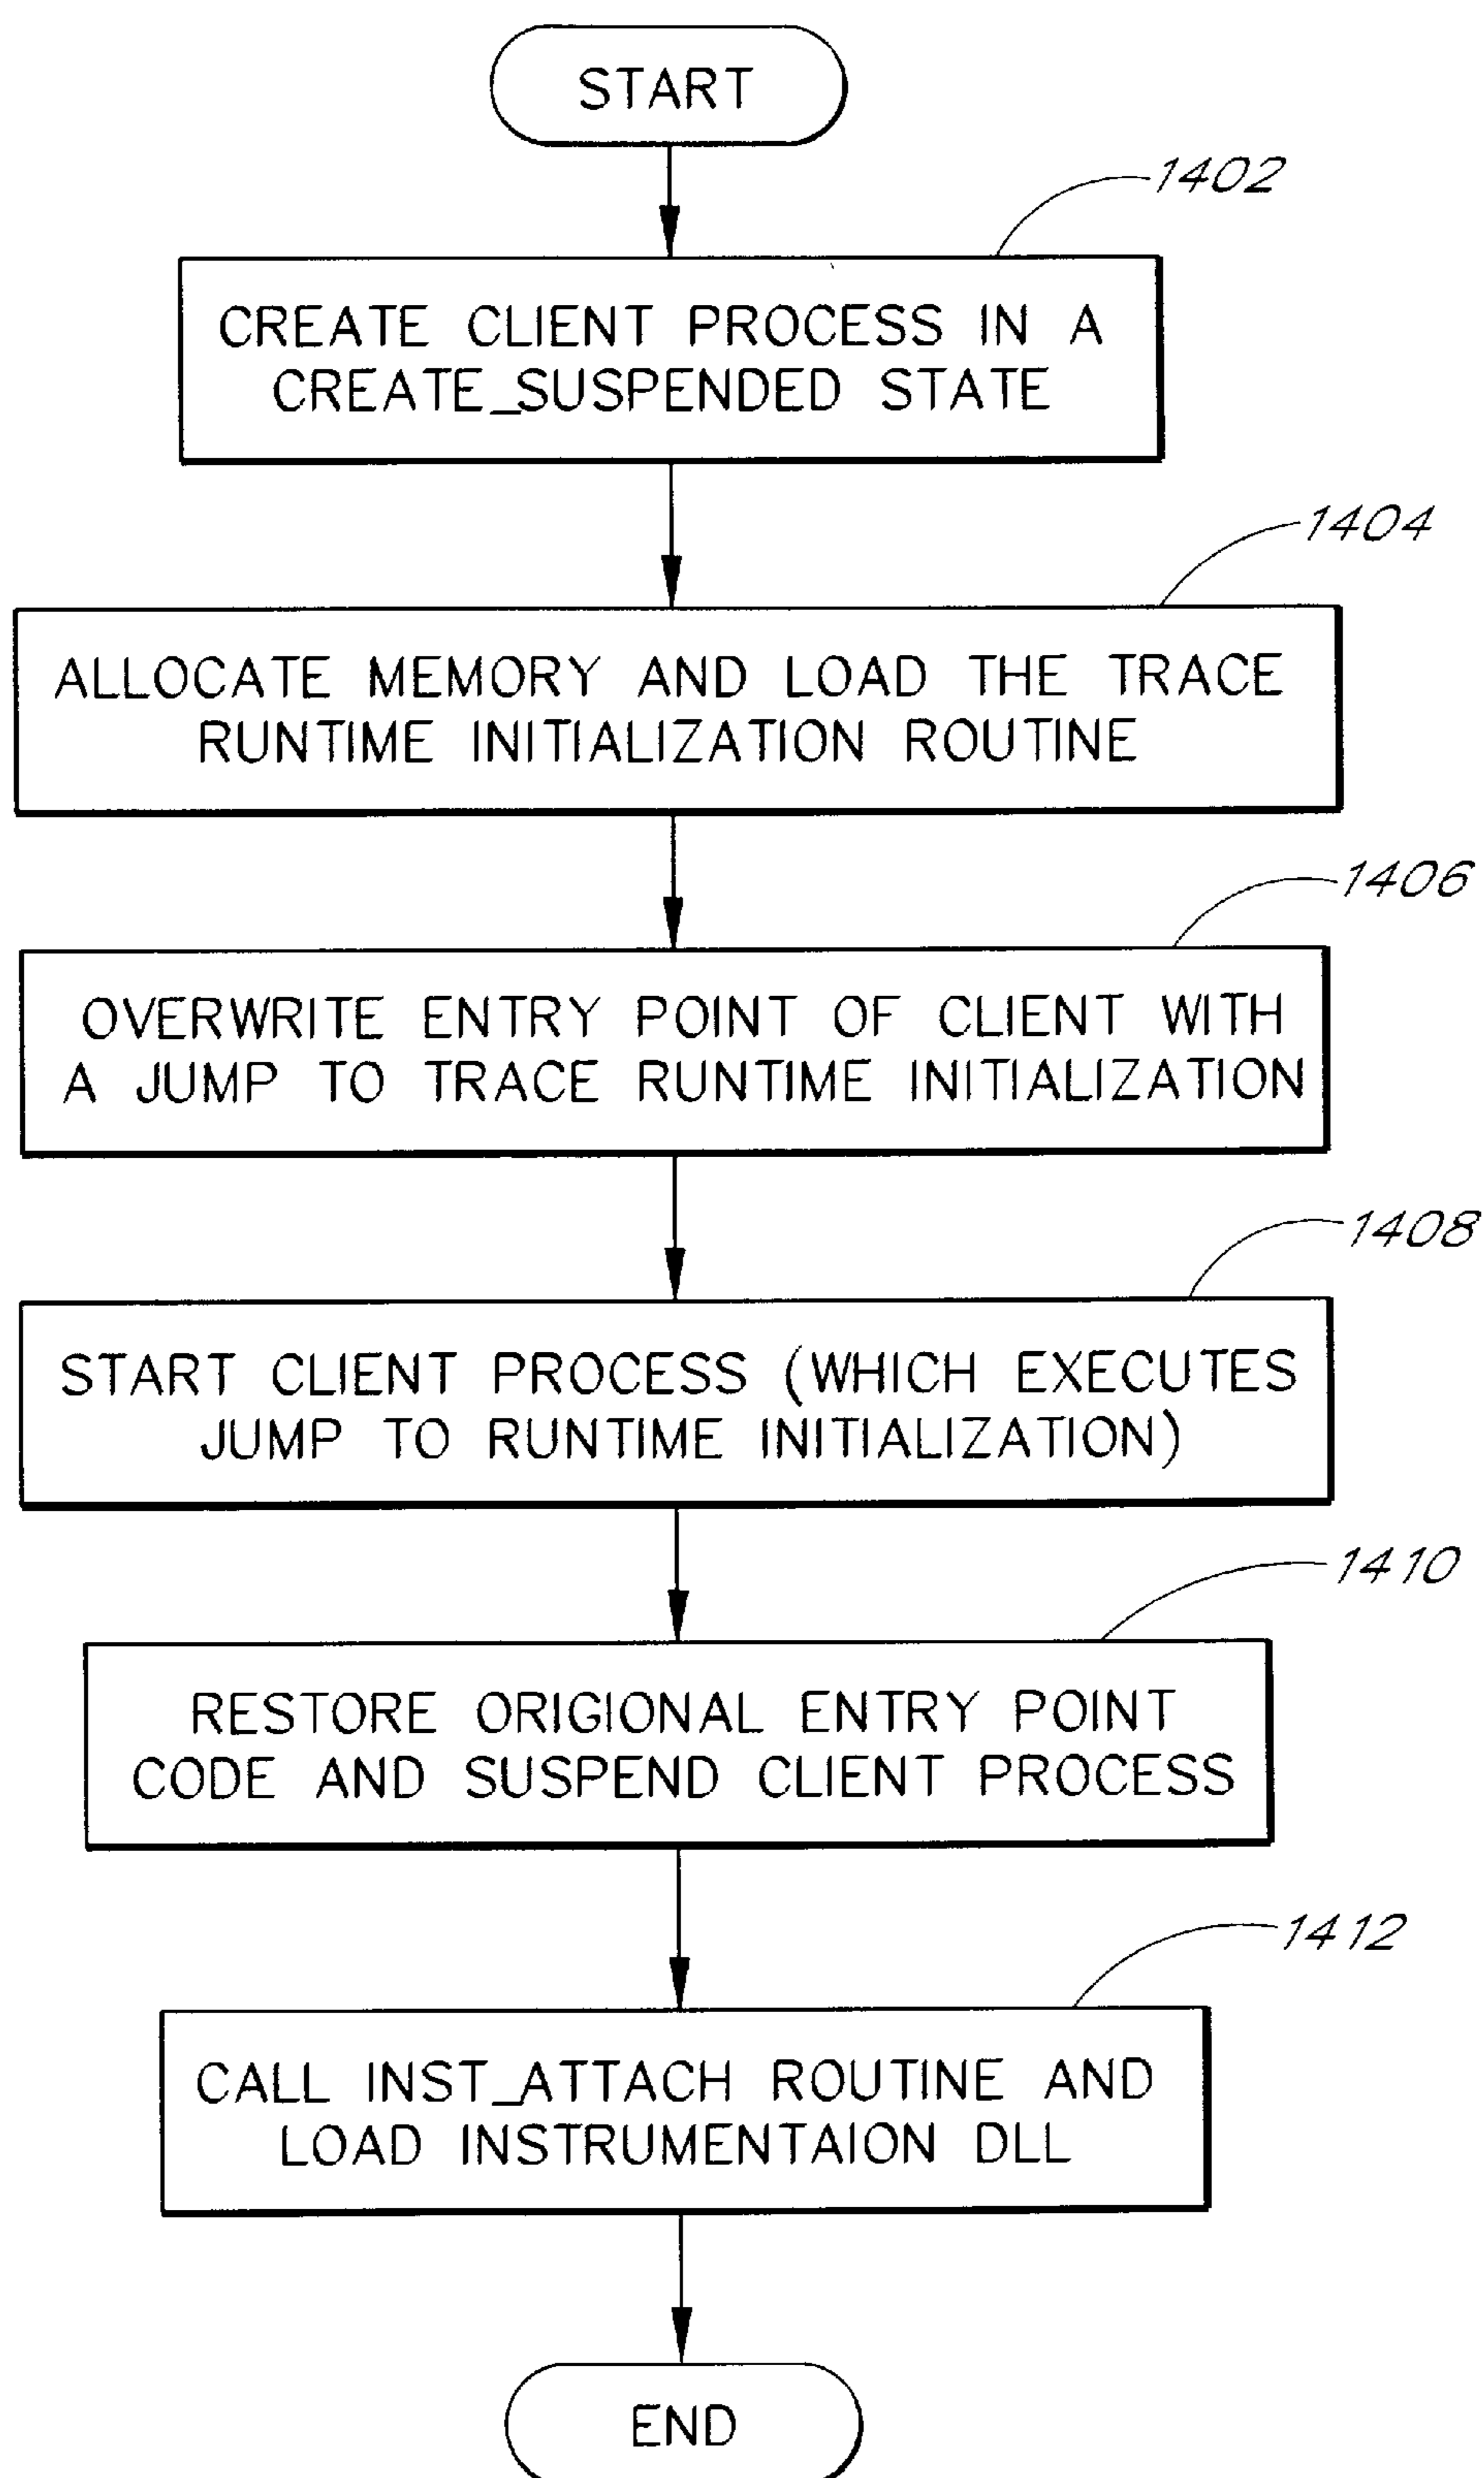 START
1402
CREATE CLIENT PROCESS IN A
CREATE_SUSPENDED STATE
1404
ALLOCATE MEMORY AND LOAD THE TRACE
RUNTIME INITIALIZATION ROUTINE
1406
OVERWRITE ENTRY POINT OF CLIENT WITH
A JUMP TO TRACE RUNTIME INITIALIZATION
1408
START CLIENT PROCESS (WHICH EXECUTES
JUMP TO RUNTIME INITIALIZATION)
1410
RESTORE ORIGIONAL ENTRY POINT
CODE AND SUSPEND CLIENT PROCESS
1412
CALL INST_ATTACH ROUTINE AND
LOAD INSTRUMENTAION DLL
END